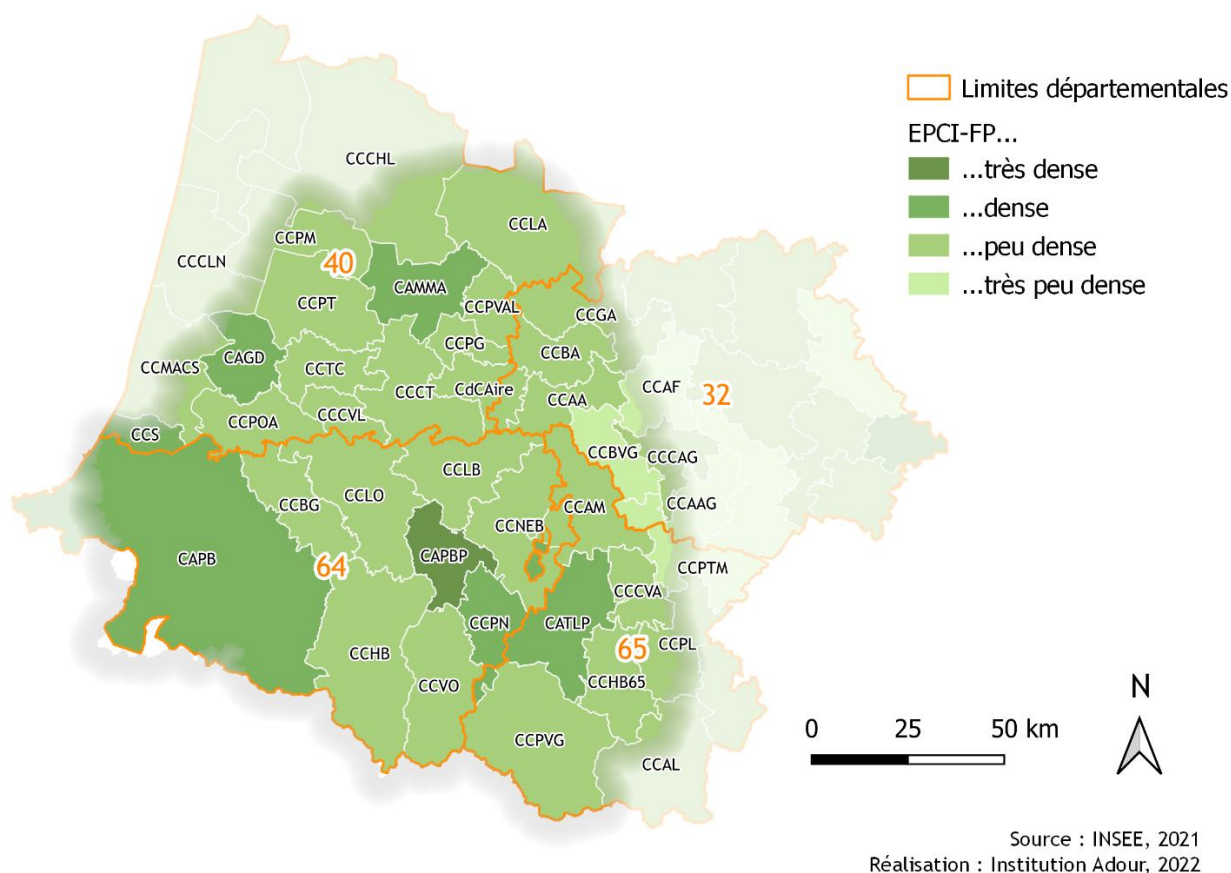 Limites départementales
EPCI-FP...
...très dense
...dense
...peu dense
...très peu dense
CCCHL
CCLA
CCPM
40
CCCLN
CAMMA
CCPT
CCPVAL
CCGA
CCPG
CCBA
CAGD
CCMACS
CCTC
CCCT
CdCAire
CCAF
32
CCAA
CCPOA
CCCVL
CCS
CCBVG
CCCAG
CCLB
CCBG
CCLO
CCAAG
CCAM
CCNEB
CAPB
CAPBP
64
CCPTM
CCCVA
CCPN
CATLP
65
CCPL
CCHB
CCHB65
CCVO
CCPVG
CCAL
N
0 25 50 km
Source : INSEE, 2021
Réalisation : Institution Adour, 2022